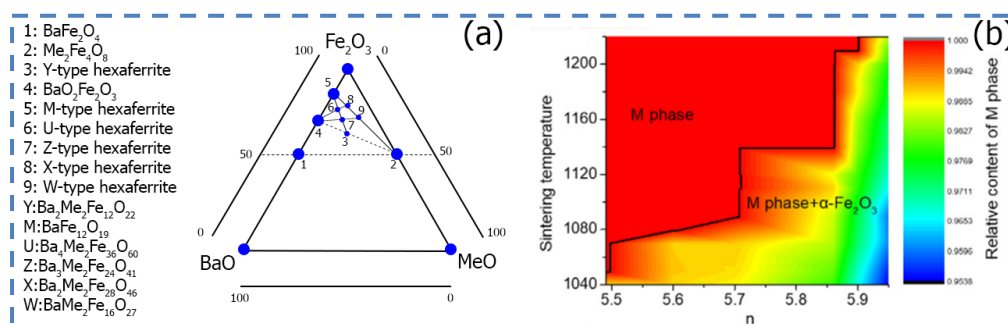 1: BaFe₂O₄
2: Me₂Fe₄O₈
3: Y-type hexaferrite
4: BaO₂Fe₂O₃
5: M-type hexaferrite
6: U-type hexaferrite
7: Z-type hexaferrite
8: X-type hexaferrite
9: W-type hexaferrite
Y:Ba₂Me₂Fe₁₂O₂₂
M:BaFe₁₂O₁₉
U:Ba₄Me₂Fe₃₆O₆₀
Z:Ba₃Me₂Fe₂₄O₄₁
X:Ba₂Me₂Fe₂₈O₄₆
W:BaMe₂Fe₁₆O₂₇
(a)
Fe₂O₃
100 0
5
8
6
9
4 7
3
50 1 2 50
0 100
BaO MeO
100 0
(b)
Sintering temperature
1200
1160
1120
1080
1040
M phase
M phase+α-Fe₂O₃
5.5 5.6 5.7 5.8 5.9
n
1.000
0.9942
0.9885
0.9827
0.9769
0.9711
0.9653
0.9596
0.9538
Relative content of M phase